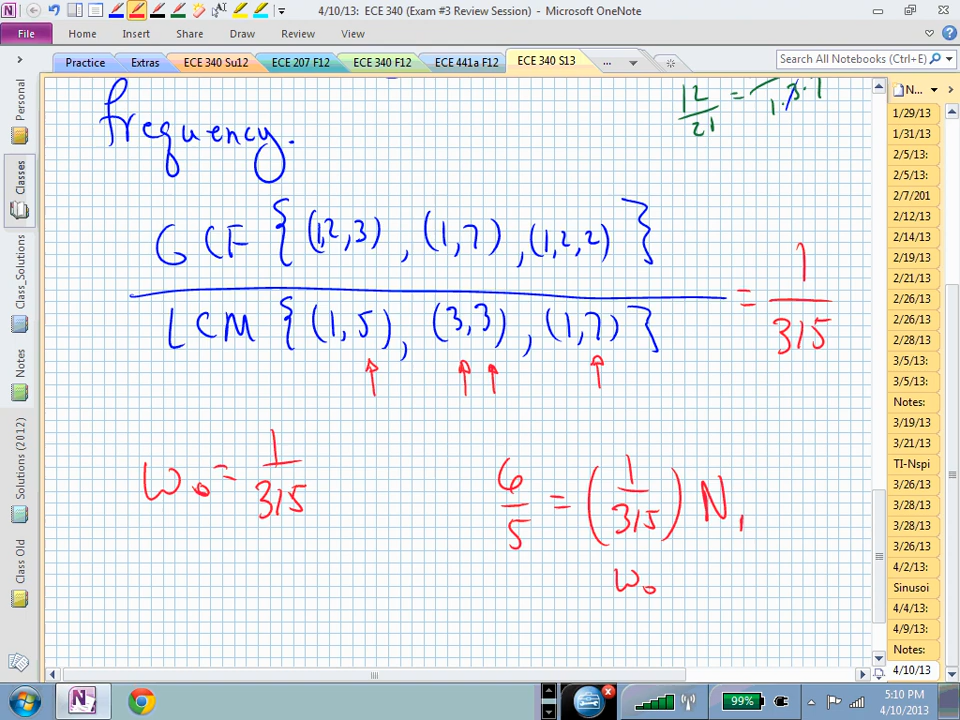 4/10/13: ECE 340 (Exam #3 Review Session) - Microsoft OneNote
File Home Insert Share Draw Review View
Practice Extras ECE 340 Su12 ECE 207 F12 ECE 340 F12 ECE 441a F12 ECE 340 S13 ...
Search All Notebooks (Ctrl+E)
N...
Personal
Classes
Class_Solutions
Notes
Solutions (2012)
Class Old
12/21 = 1·3·7
frequency.
GCF {(1,2,3), (1,7), (1,2,2)}
LCM {(1,5), (3,3), (1,7)}
= 1/315
W₀ = 1/315
6/5 = (1/315) N₁
W₀
1/29/13
1/31/13
2/5/13:
2/5/13:
2/7/201
2/12/13
2/14/13
2/19/13
2/21/13
2/26/13
2/26/13
2/28/13
3/5/13:
3/5/13:
Notes:
3/19/13
3/21/13
TI-Nspi
3/26/13
3/28/13
3/28/13
3/26/13
4/2/13:
Sinusoi
4/4/13:
4/9/13:
Notes:
4/10/13
99%
5:10 PM
4/10/2013